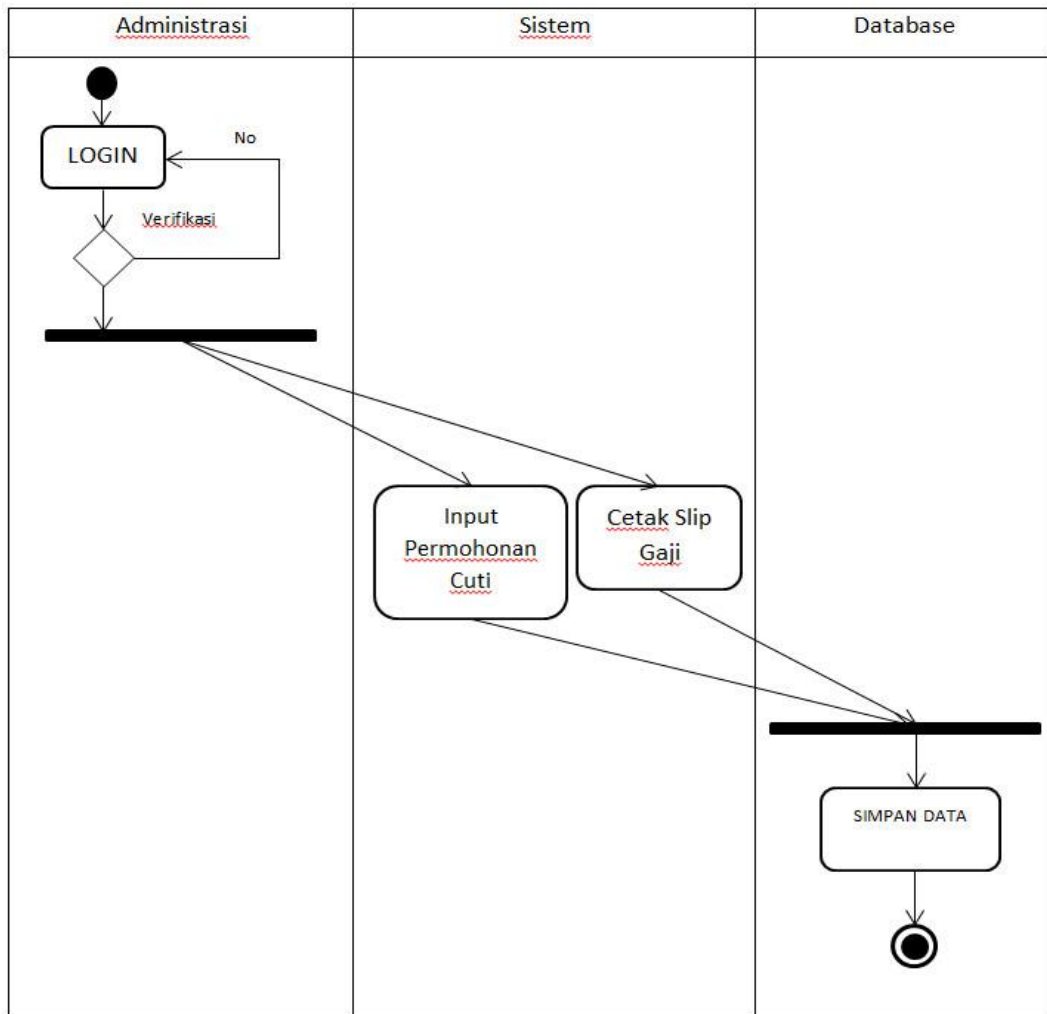 Administrasi
Sistem
Database
No
LOGIN
Verifikasi
Input
Permohonan
Cuti
Cetak Slip
Gaji
SIMPAN DATA